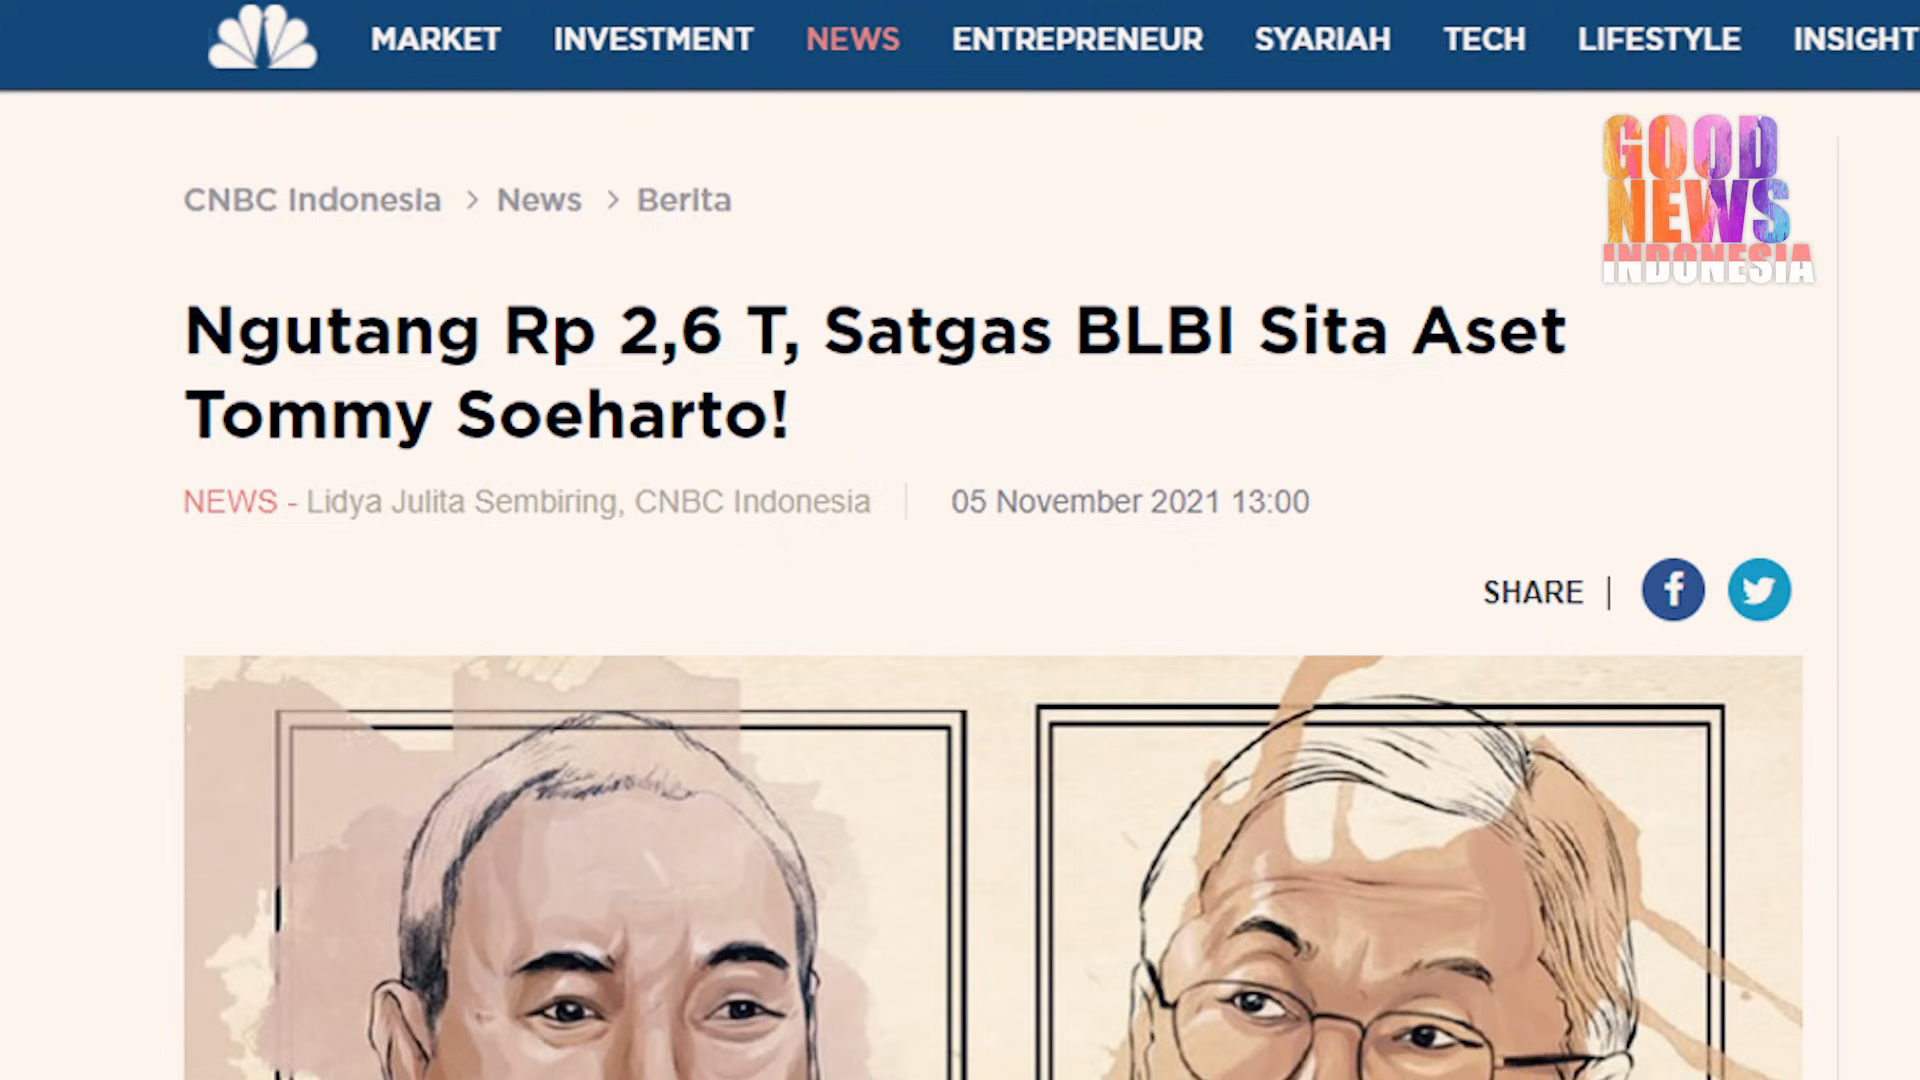 MARKET INVESTMENT NEWS ENTREPRENEUR SYARIAH TECH LIFESTYLE INSIGHT
GOOD
NEWS
INDONESIA
CNBC Indonesia > News > Berita
Ngutang Rp 2,6 T, Satgas BLBI Sita Aset
Tommy Soeharto!
NEWS - Lidya Julita Sembiring, CNBC Indonesia 05 November 2021 13:00
SHARE |